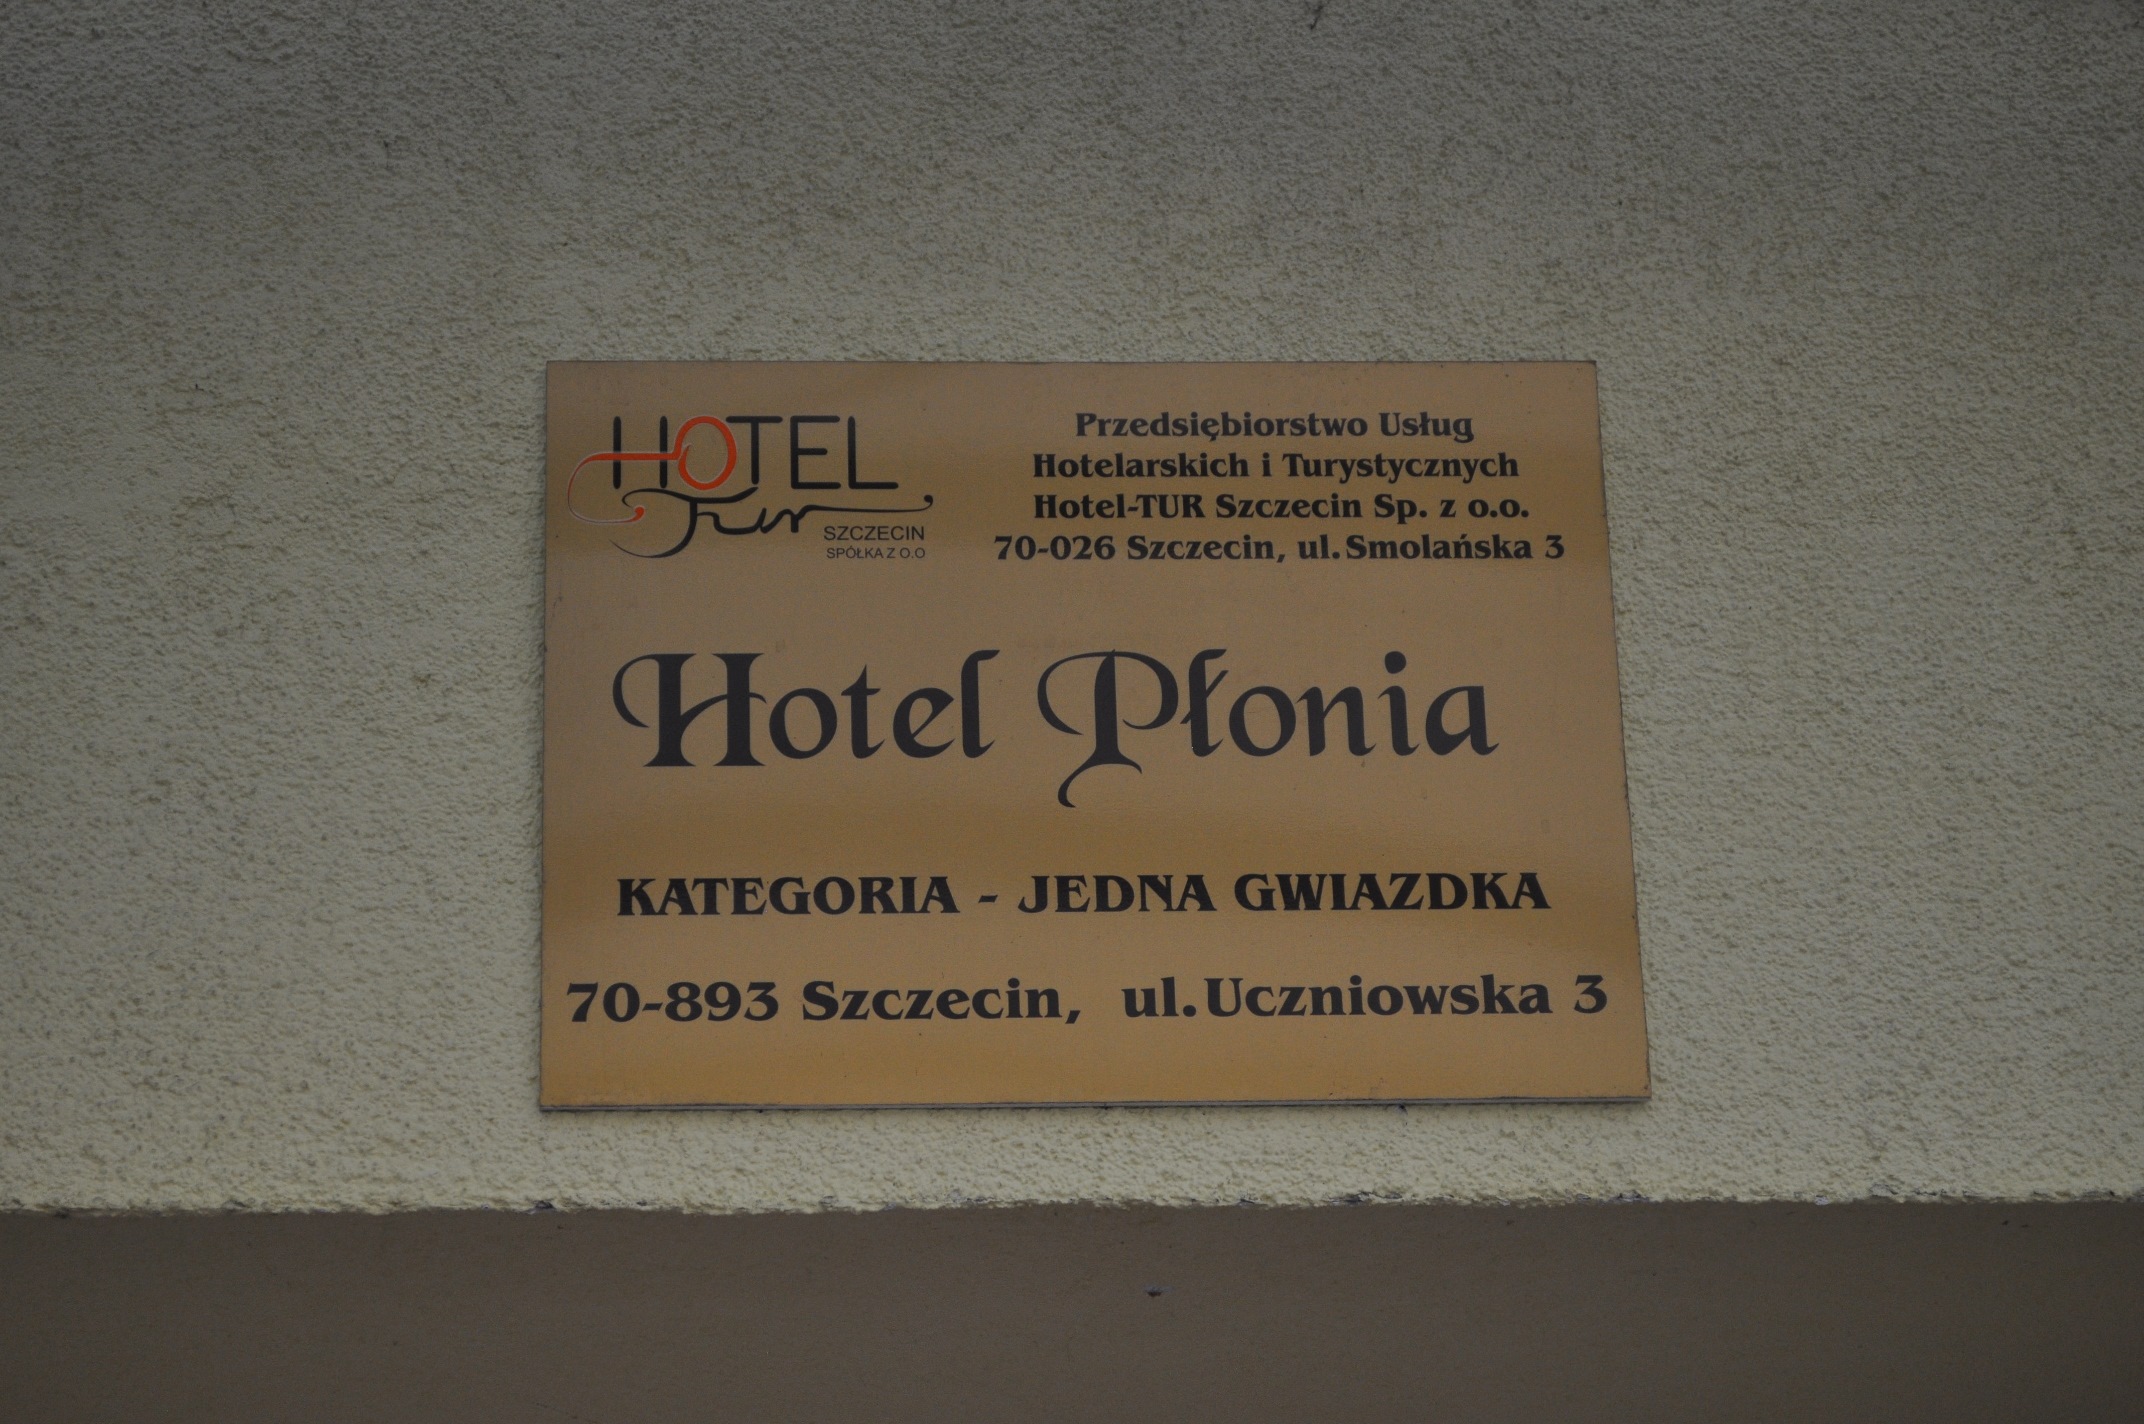 HOTEL
Tur
SZCZECIN
SPÓŁKA Z O.O
Przedsiębiorstwo Usług
Hotelarskich i Turystycznych
Hotel-TUR Szczecin Sp. z o.o.
70-026 Szczecin, ul.Smolańska 3
Hotel Płonia
KATEGORIA - JEDNA GWIAZDKA
70-893 Szczecin, ul.Uczniowska 3